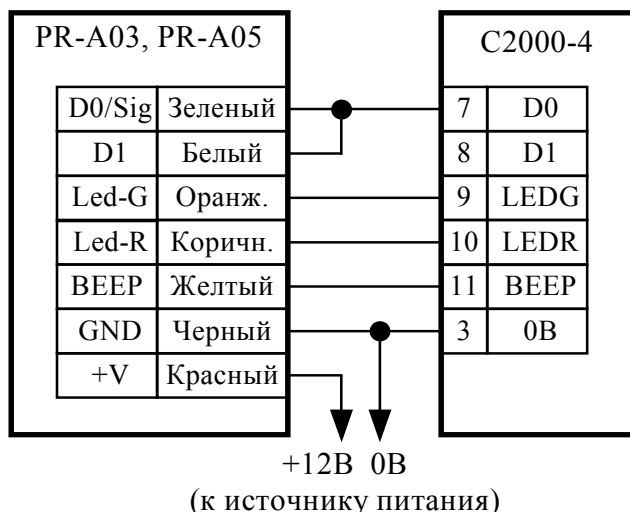 PR-A03, PR-A05 C2000-4
D0/Sig Зеленый 7 D0
D1 Белый 8 D1
Led-G Оранж. 9 LEDG
Led-R Коричн. 10 LEDR
BEEP Желтый 11 BEEP
GND Черный 3 0В
+V Красный
+12В 0В
(к источнику питания)